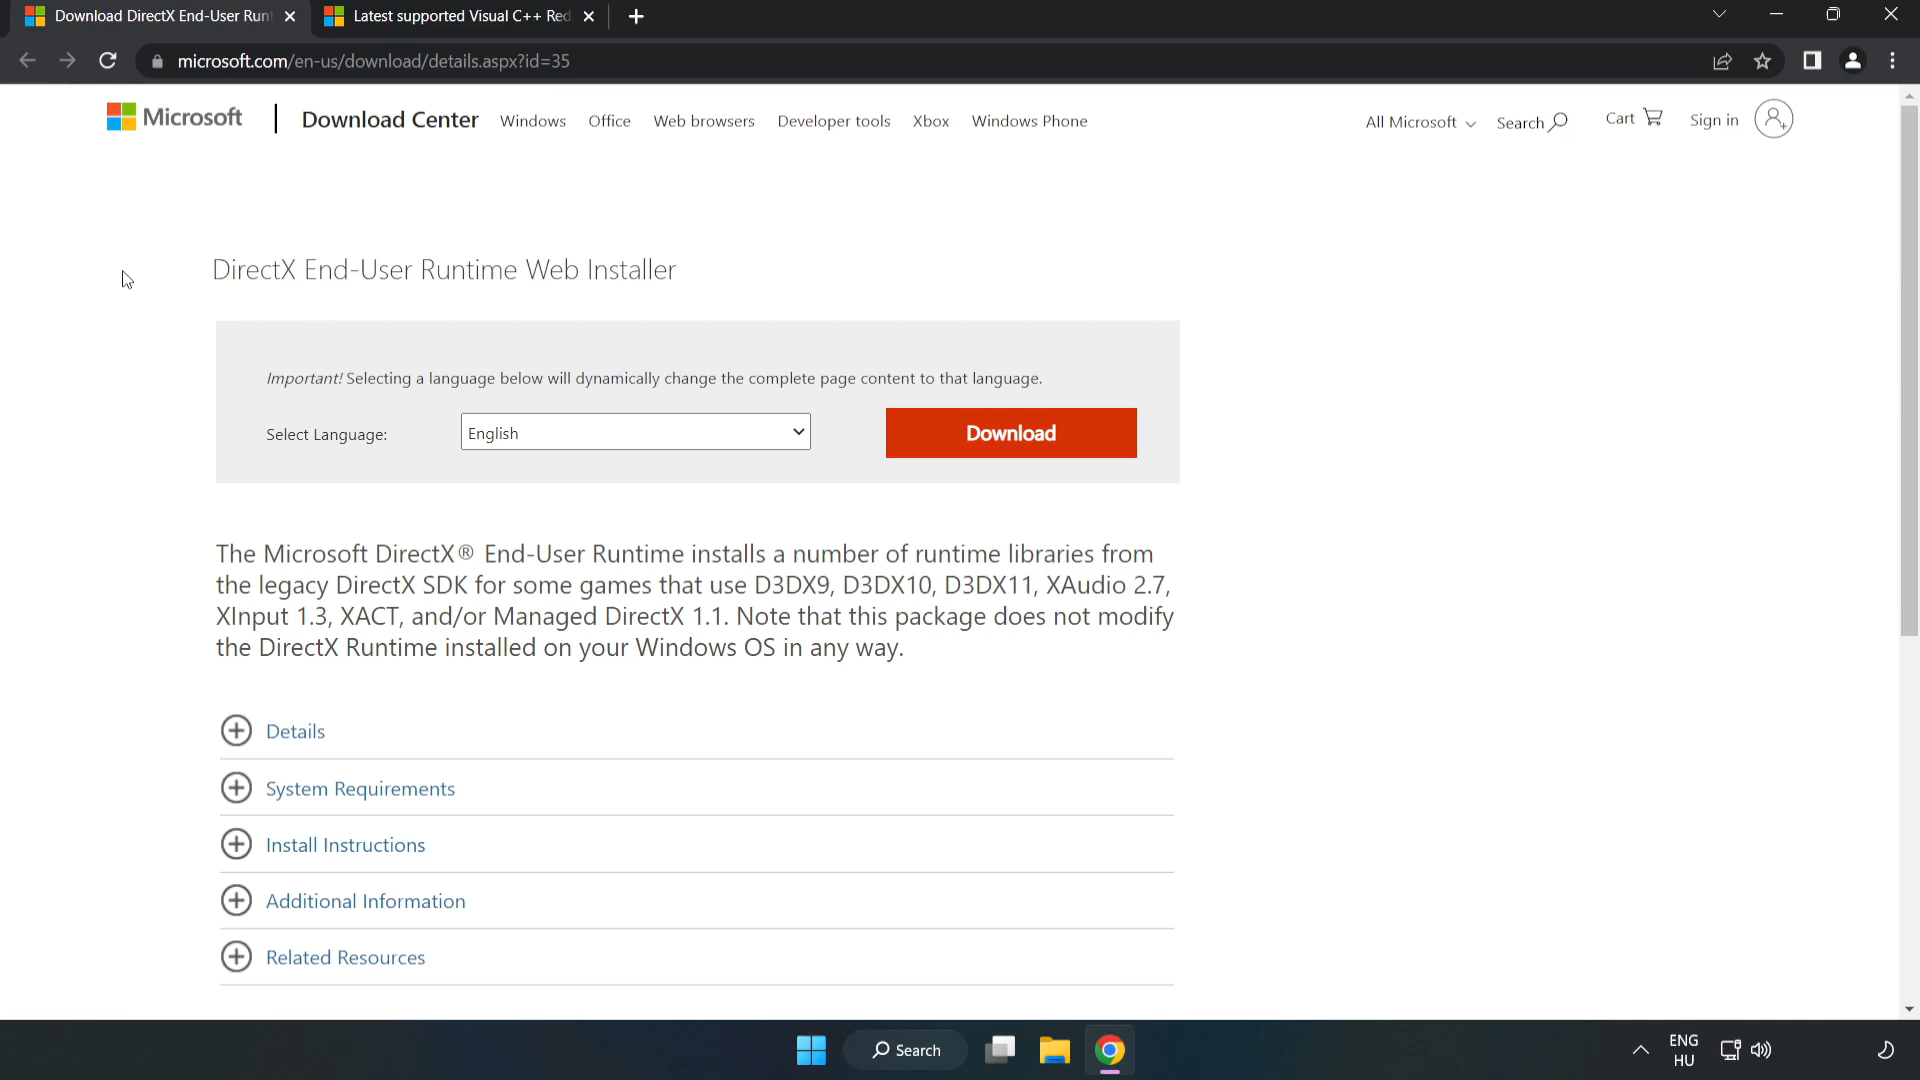 Download DirectX End-User Runt
Latest supported Visual C++ Red
microsoft.com/en-us/download/details.aspx?id=35
Microsoft
Download Center
Windows
Office
Web browsers
Developer tools
Xbox
Windows Phone
All Microsoft
Search
Cart
Sign in
DirectX End-User Runtime Web Installer
Important! Selecting a language below will dynamically change the complete page content to that language.
Select Language:
English
Download
The Microsoft DirectX® End-User Runtime installs a number of runtime libraries from
the legacy DirectX SDK for some games that use D3DX9, D3DX10, D3DX11, XAudio 2.7,
XInput 1.3, XACT, and/or Managed DirectX 1.1. Note that this package does not modify
the DirectX Runtime installed on your Windows OS in any way.
Details
System Requirements
Install Instructions
Additional Information
Related Resources
Search
ENG
HU